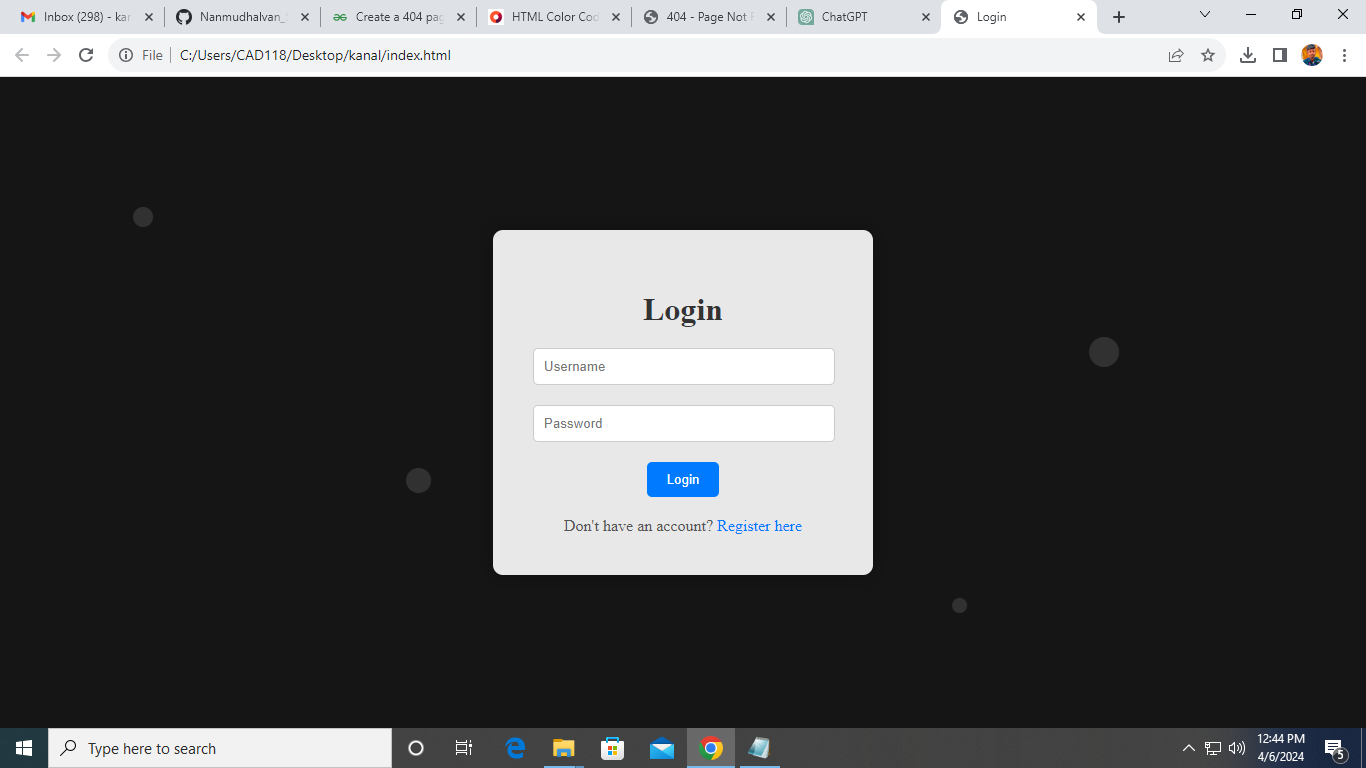 Inbox (298) - kar
Nanmudhalvan_
Create a 404 pag
HTML Color Cod
404 - Page Not F
ChatGPT
Login
File
C:/Users/CAD118/Desktop/kanal/index.html
Login
Username
Password
Login
Don't have an account? Register here
Type here to search
12:44 PM
4/6/2024
5